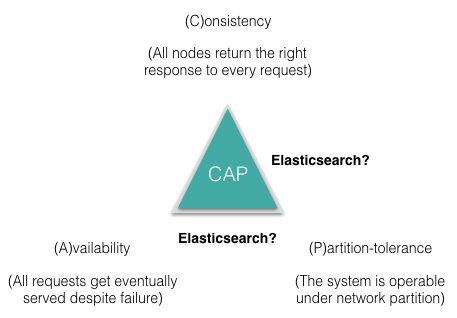 (C)onsistency
(All nodes return the right
response to every request)
Elasticsearch?
CAP
Elasticsearch?
(A)vailability
(P)artition-tolerance
(All requests get eventually
served despite failure)
(The system is operable
under network partition)